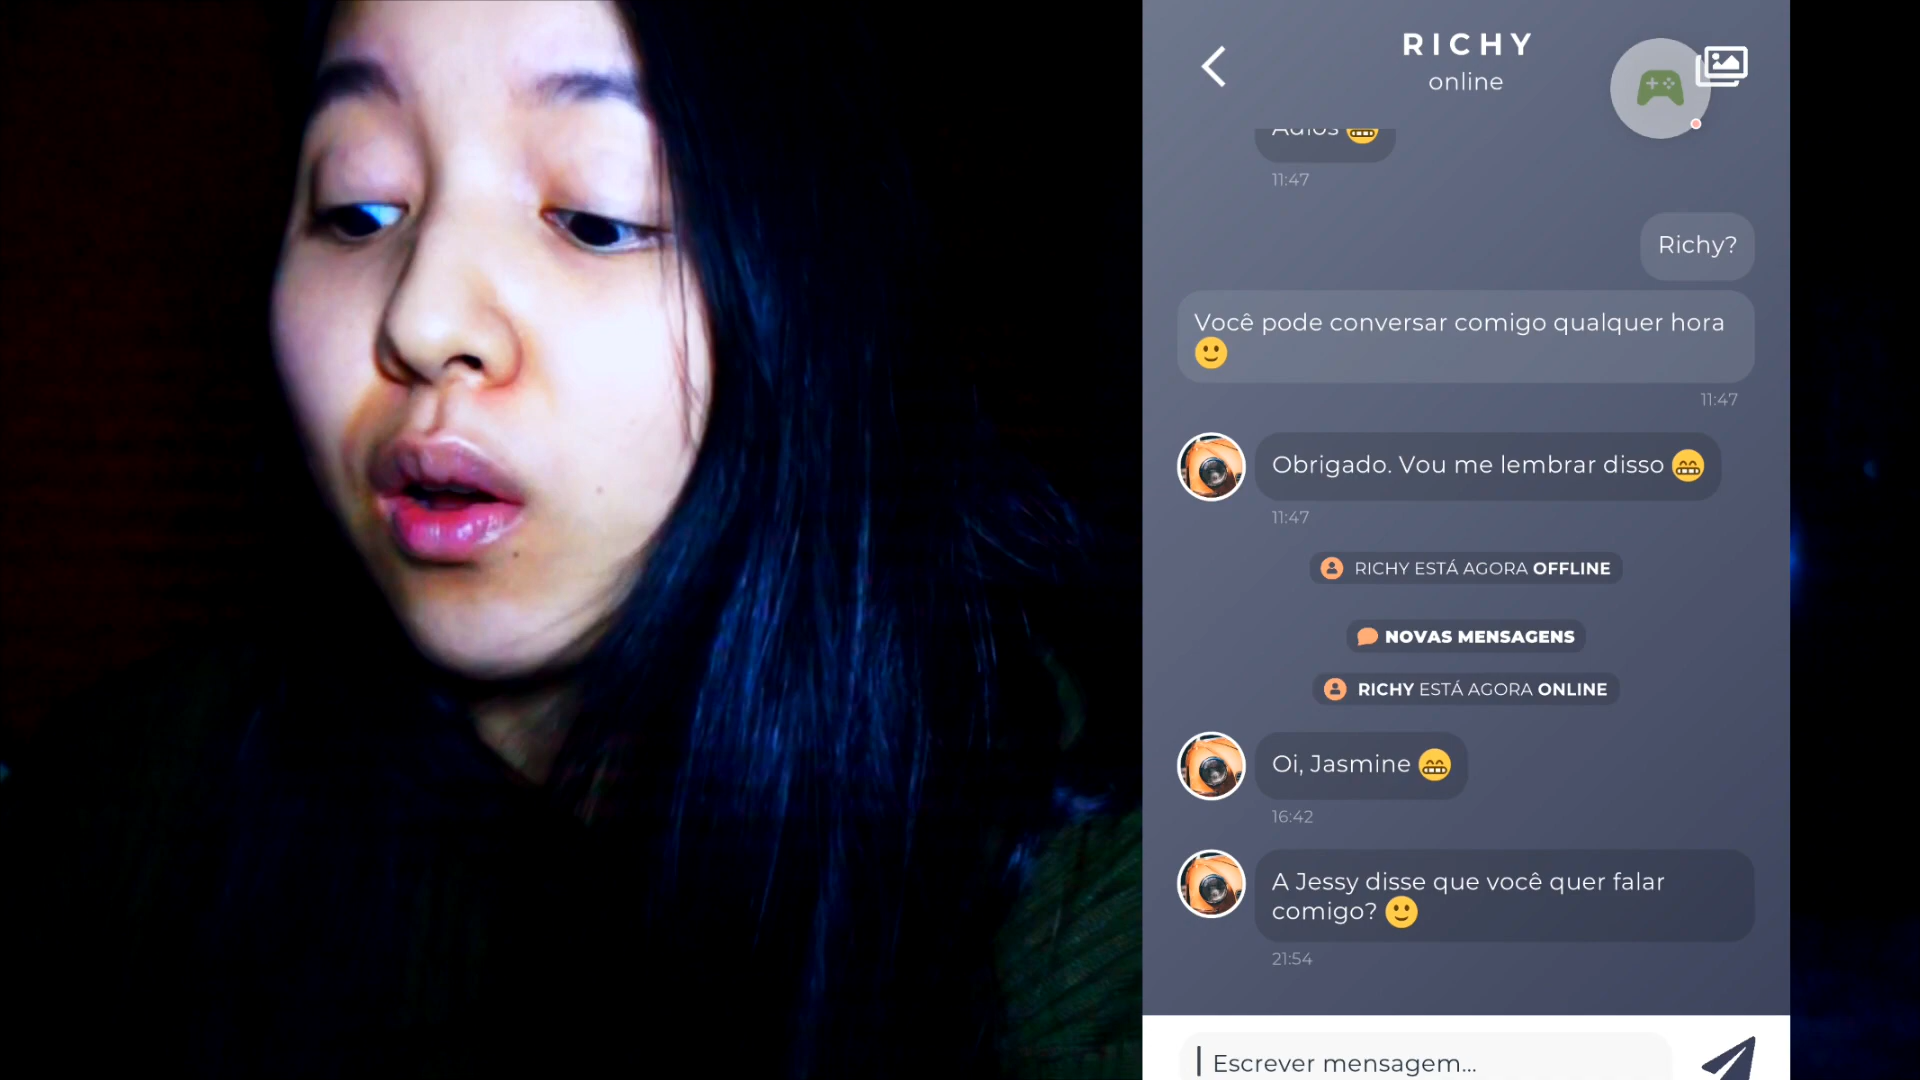 RICHY
online
Adios
11:47
Richy?
Você pode conversar comigo qualquer hora
11:47
Obrigado. Vou me lembrar disso
11:47
RICHY ESTÁ AGORA OFFLINE
NOVAS MENSAGENS
RICHY ESTÁ AGORA ONLINE
Oi, Jasmine
16:42
A Jessy disse que você quer falar
comigo?
21:54
Escrever mensagem...